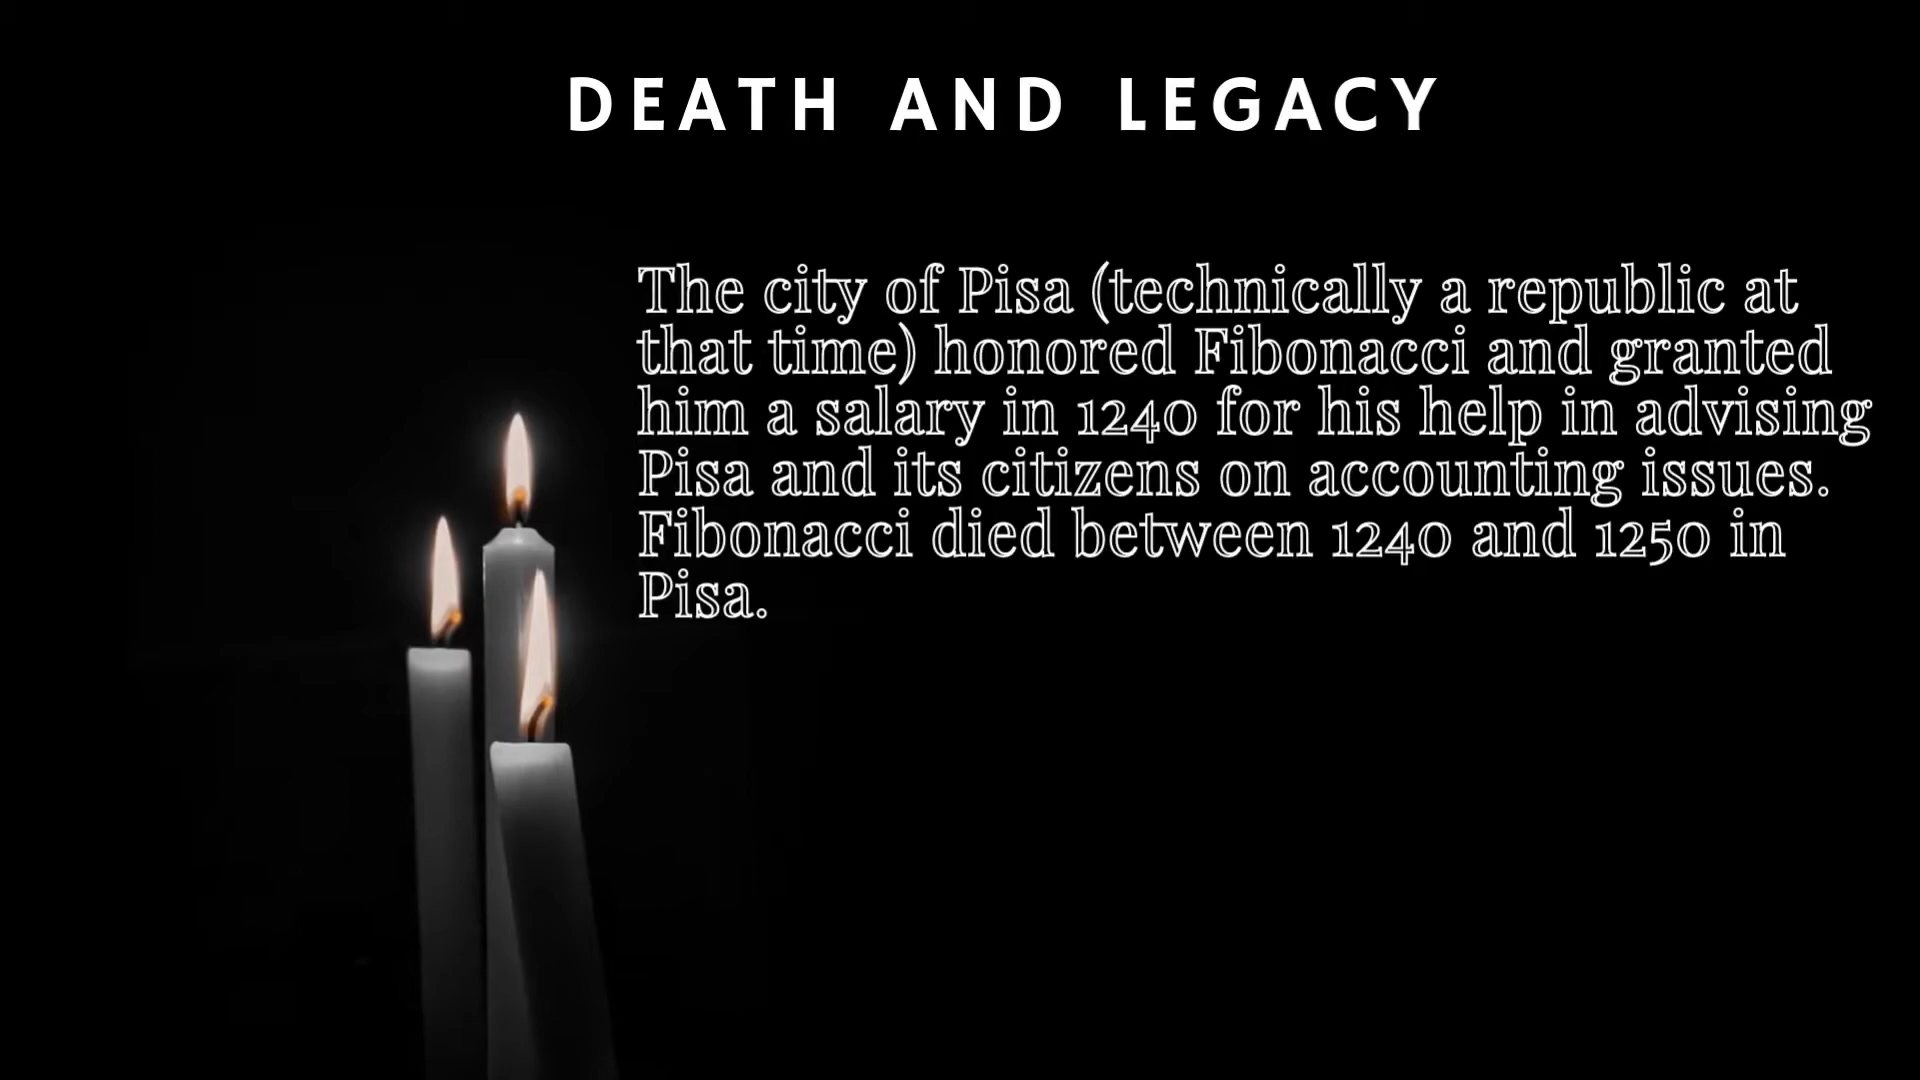 DEATH AND LEGACY
The city of Pisa (technically a republic at
that time) honored Fibonacci and granted
him a salary in 1240 for his help in advising
Pisa and its citizens on accounting issues.
Fibonacci died between 1240 and 1250 in
Pisa.